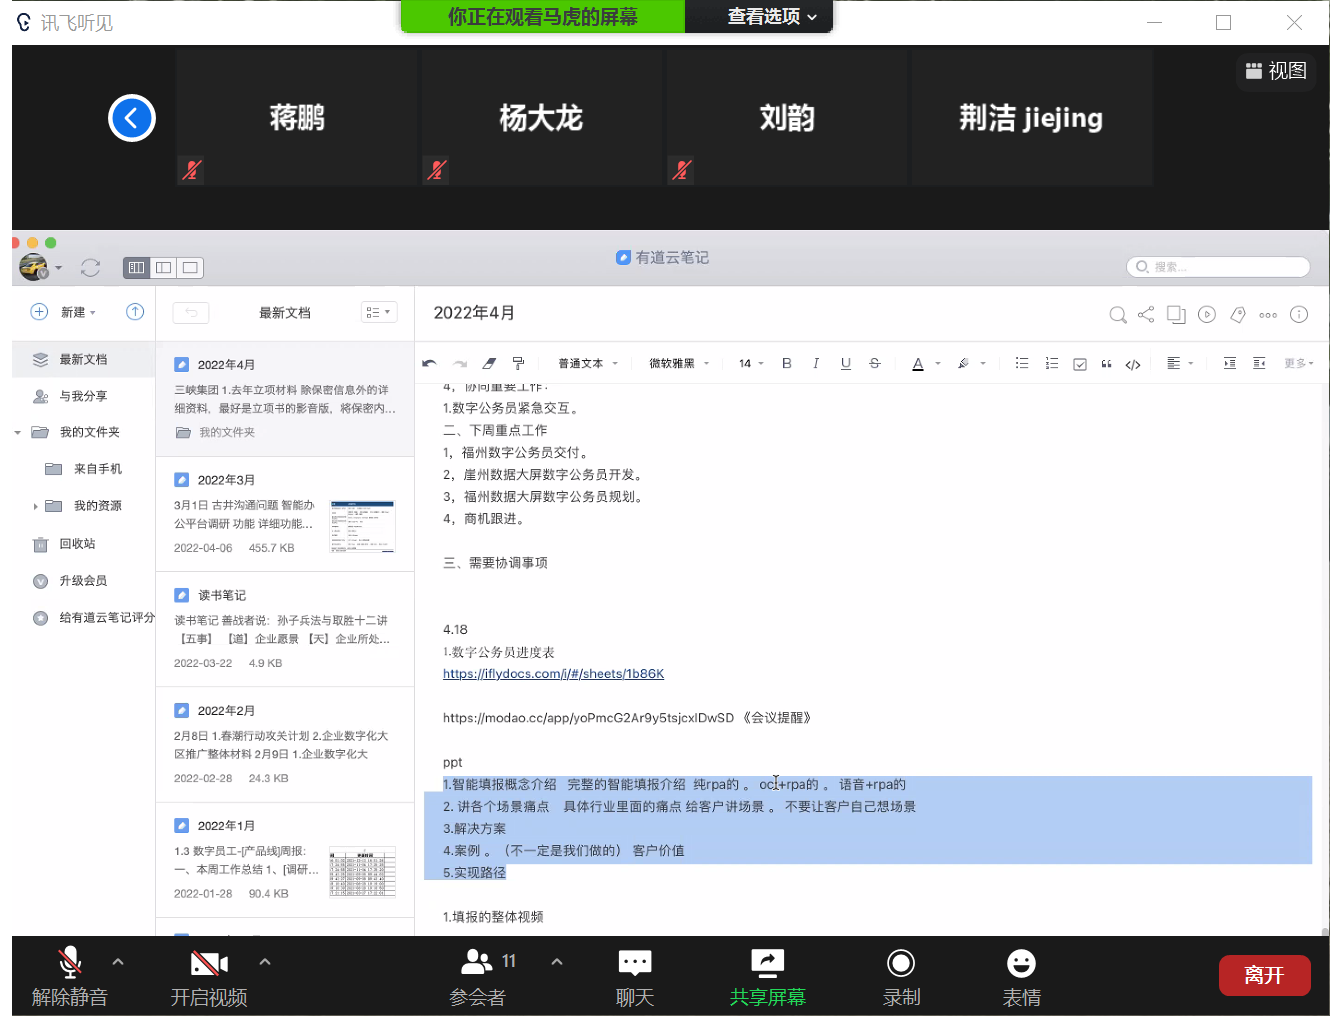 讯飞听见
你正在观看马虎的屏幕
查看选项
视图
蒋鹏
杨大龙
刘韵
荆洁 jiejing
有道云笔记
搜索...
新建
最新文档
与我分享
我的文件夹
来自手机
我的资源
回收站
升级会员
给有道云笔记评分
最新文档
2022年4月
三峡集团 1.去年立项材料 除保密信息外的详
细资料，最好是立项书的影音版，将保密内...
我的文件夹
2022年3月
3月1日 古井沟通问题 智能办
公平台调研 功能 详细功能...
2022-04-06 455.7 KB
读书笔记
读书笔记 善战者说：孙子兵法与取胜十二讲
【五事】 【道】企业愿景 【天】企业所处...
2022-03-22 4.9 KB
2022年2月
2月8日 1.春潮行动攻关计划 2.企业数字化大
区推广整体材料 2月9日 1.企业数字化大
2022-02-28 24.3 KB
2022年1月
1.3 数字员工-[产品线]周报:
一、本周工作总结 1、[调研...
2022-01-28 90.4 KB
2022年4月
普通文本 微软雅黑 14 B I U S A 更多
4，协同重要工作：
1.数字公务员紧急交互。
二、下周重点工作
1，福州数字公务员交付。
2，崖州数据大屏数字公务员开发。
3，福州数据大屏数字公务员规划。
4，商机跟进。
三、需要协调事项
4.18
1.数字公务员进度表
https://iflydocs.com/i/#/sheets/1b86K
https://modao.cc/app/yoPmcG2Ar9y5tsjcxIDwSD 《会议提醒》
ppt
1.智能填报概念介绍 完整的智能填报介绍 纯rpa的 。 ocr+rpa的 。 语音+rpa的
2. 讲各个场景痛点 具体行业里面的痛点 给客户讲场景 。 不要让客户自己想场景
3.解决方案
4.案例 。（不一定是我们做的） 客户价值
5.实现路径
1.填报的整体视频
解除静音
开启视频
11
参会者
聊天
共享屏幕
录制
表情
离开